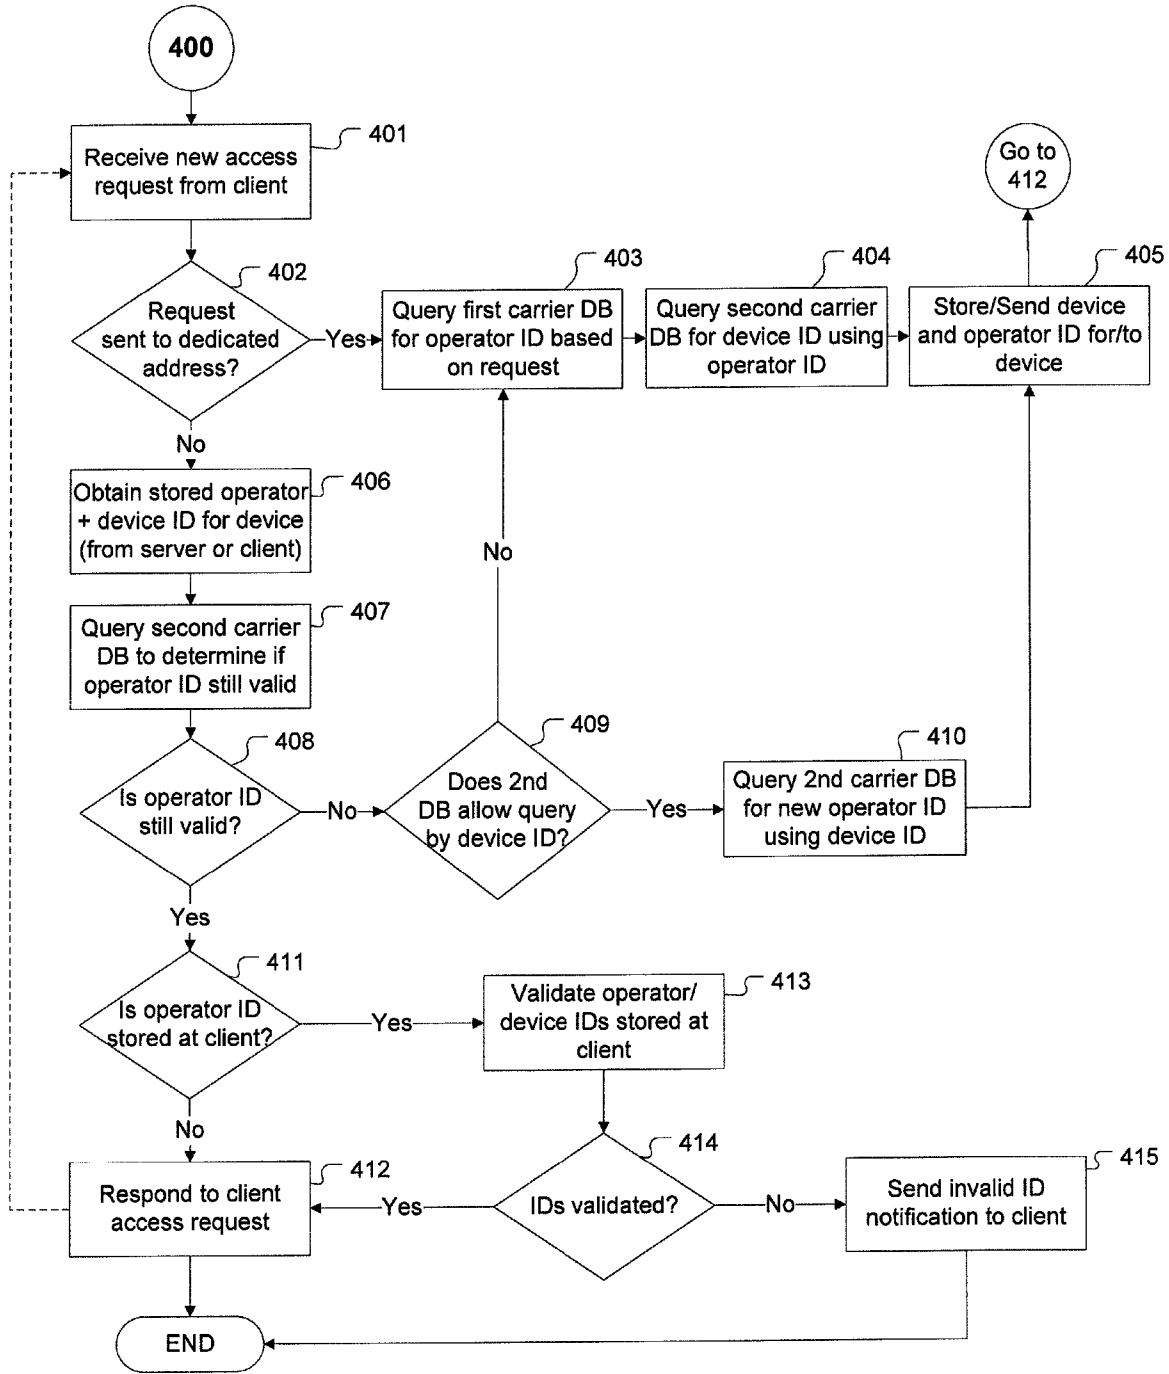 400
401
Receive new access
request from client
Go to
412
402
Request
sent to dedicated
address?
Yes
403
Query first carrier DB
for operator ID based
on request
404
Query second carrier
DB for device ID using
operator ID
405
Store/Send device
and operator ID for/to
device
No
406
Obtain stored operator
+ device ID for device
(from server or client)
No
407
Query second carrier
DB to determine if
operator ID still valid
408
Is operator ID
still valid?
No
409
Does 2nd
DB allow query
by device ID?
Yes
410
Query 2nd carrier DB
for new operator ID
using device ID
Yes
411
Is operator ID
stored at client?
Yes
413
Validate operator/
device IDs stored at
client
No
412
Respond to client
access request
Yes
414
IDs validated?
No
415
Send invalid ID
notification to client
END